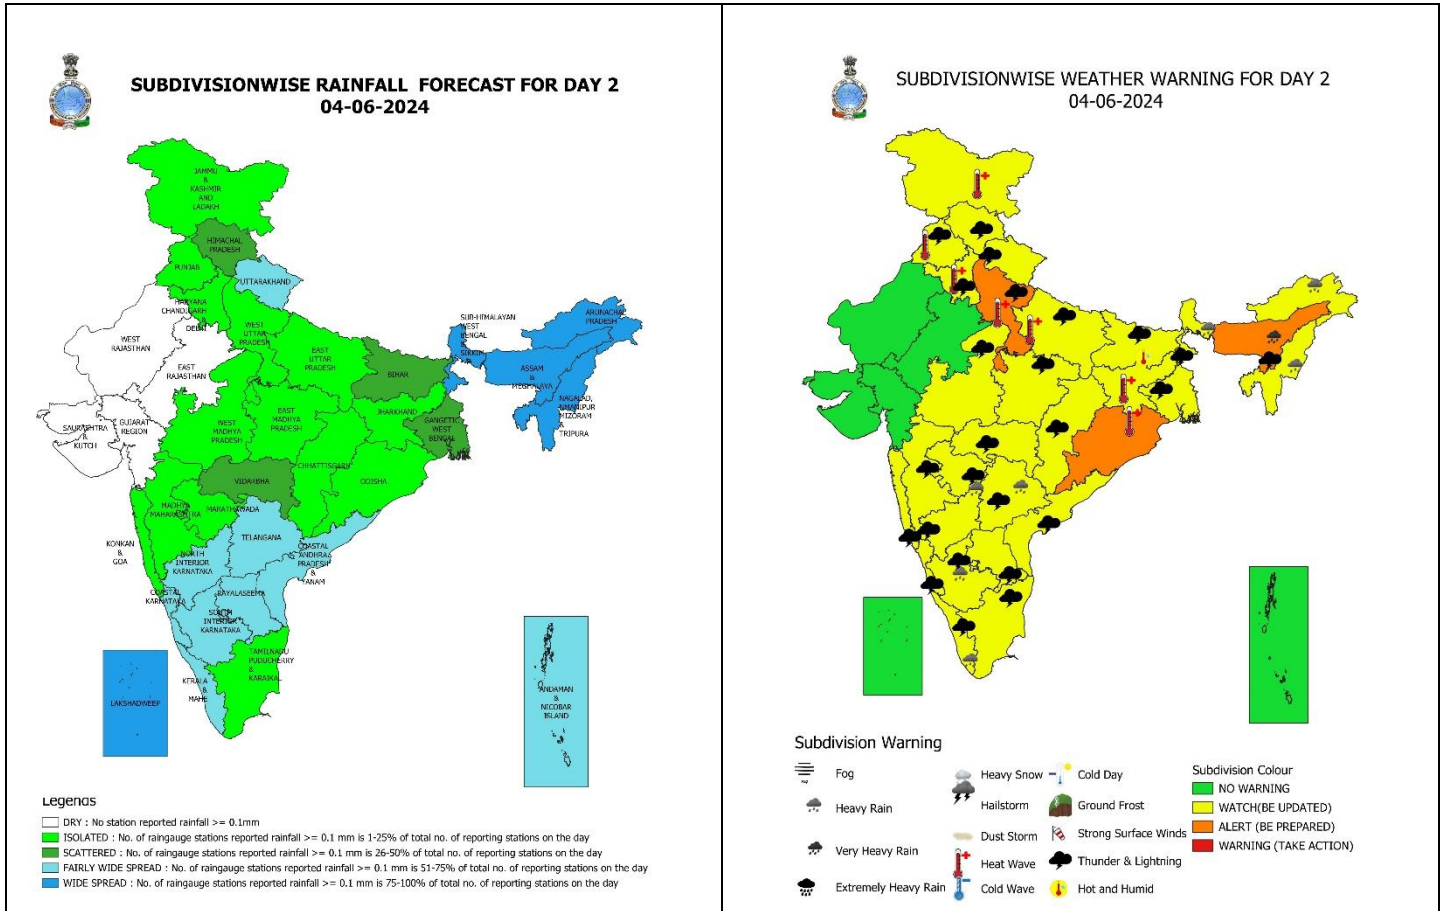 SUBDIVISIONWISE RAINFALL FORECAST FOR DAY 2
04-06-2024
JAMMU
&
KASHMIR
AND
LADAKH
HIMACHAL
PRADESH
PUNJAB
UTTARAKHAND
HARYANA
CHANDIGARH
&
DELHI
WEST
UTTAR
PRADESH
WEST
RAJASTHAN
EAST
RAJASTHAN
EAST
UTTAR
PRADESH
SUB-HIMALAYAN
WEST
BENGAL
&
SIKKIM
ARUNACHAL
PRADESH
ASSAM
&
MEGHALAYA
NAGALAD,
MANIPUR
MIZORAM
&
TRIPURA
BIHAR
JHARKHAND
GANGETIC
WEST
BENGAL
SAURASHTRA
&
KUTCH
GUJARAT
REGION
WEST
MADHYA
PRADESH
EAST
MADHYA
PRADESH
CHHATTISGARH
ODISHA
VIDARBHA
MADHYA
MAHARASHTRA
MARATHAWADA
KONKAN
&
GOA
TELANGANA
NORTH
INTERIOR
KARNATAKA
COASTAL
ANDHRA
PRADESH
&
YANAM
COASTAL
KARNATAKA
RAYALASEEMA
SOUTH
INTERIOR
KARNATAKA
TAMILNADU
PUDUCHERRY
&
KARAIKAL
KERALA
&
MAHE
LAKSHADWEEP
ANDAMAN
&
NICOBAR
ISLAND
Legends
DRY : No station reported rainfall >= 0.1mm
ISOLATED : No. of raingauge stations reported rainfall >= 0.1 mm is 1-25% of total no. of reporting stations on the day
SCATTERED : No. of raingauge stations reported rainfall >= 0.1 mm is 26-50% of total no. of reporting stations on the day
FAIRLY WIDE SPREAD : No. of raingauge stations reported rainfall >= 0.1 mm is 51-75% of total no. of reporting stations on the day
WIDE SPREAD : No. of raingauge stations reported rainfall >= 0.1 mm is 75-100% of total no. of reporting stations on the day
SUBDIVISIONWISE WEATHER WARNING FOR DAY 2
04-06-2024
Subdivision Warning
Fog
Heavy Rain
Very Heavy Rain
Extremely Heavy Rain
Heavy Snow
Hailstorm
Dust Storm
Heat Wave
Cold Wave
Cold Day
Ground Frost
Strong Surface Winds
Thunder & Lightning
Hot and Humid
Subdivision Colour
NO WARNING
WATCH(BE UPDATED)
ALERT (BE PREPARED)
WARNING (TAKE ACTION)